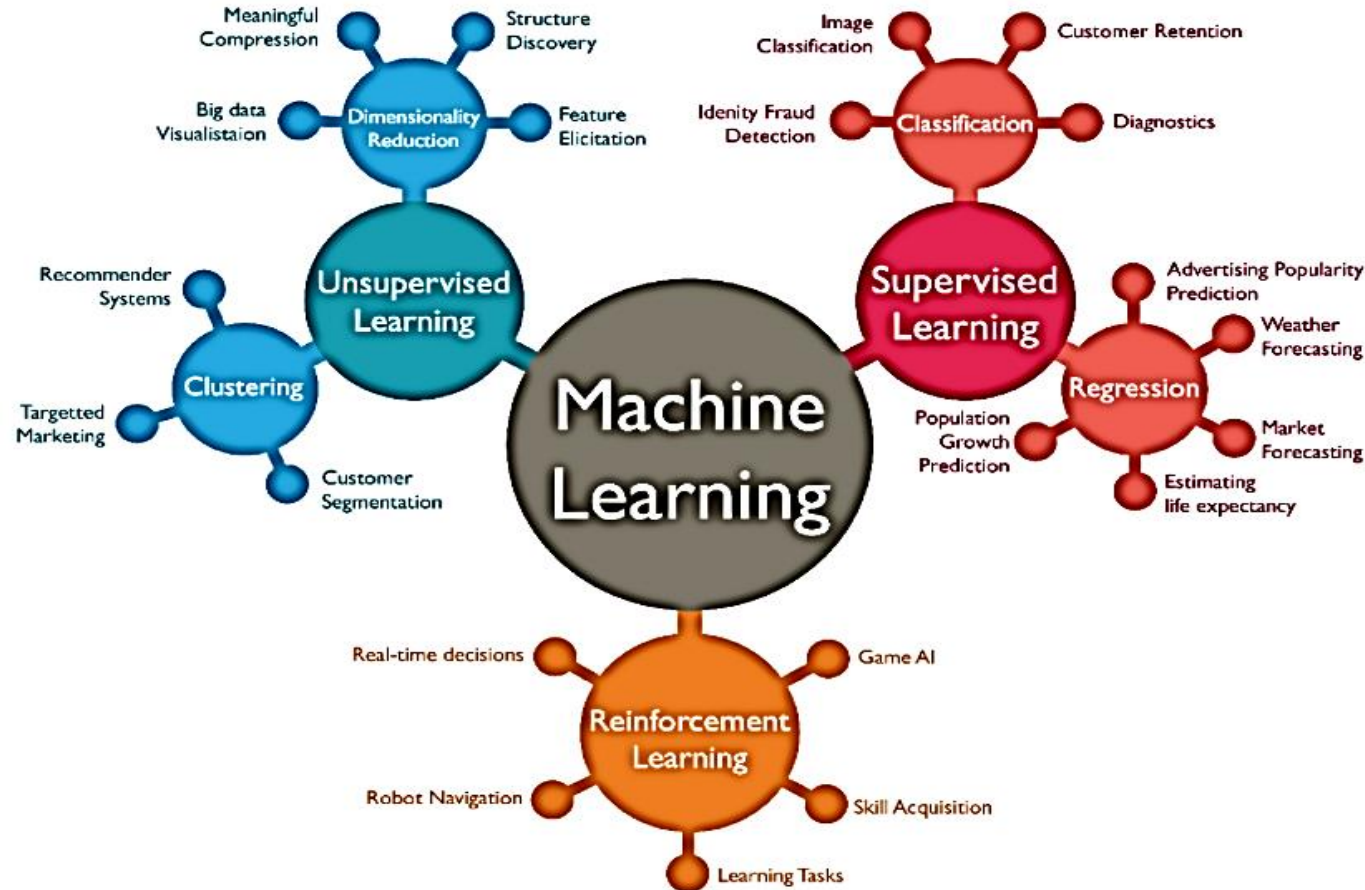 Meaningful
Compression
Structure
Discovery
Big data
Visualistaion
Dimensionality
Reduction
Feature
Elicitation
Image
Classification
Customer Retention
Idenity Fraud
Detection
Classification
Diagnostics
Recommender
Systems
Unsupervised
Learning
Clustering
Targetted
Marketing
Customer
Segmentation
Machine
Learning
Supervised
Learning
Advertising Popularity
Prediction
Weather
Forecasting
Regression
Population
Growth
Prediction
Market
Forecasting
Estimating
life expectancy
Real-time decisions
Game AI
Reinforcement
Learning
Robot Navigation
Skill Acquisition
Learning Tasks